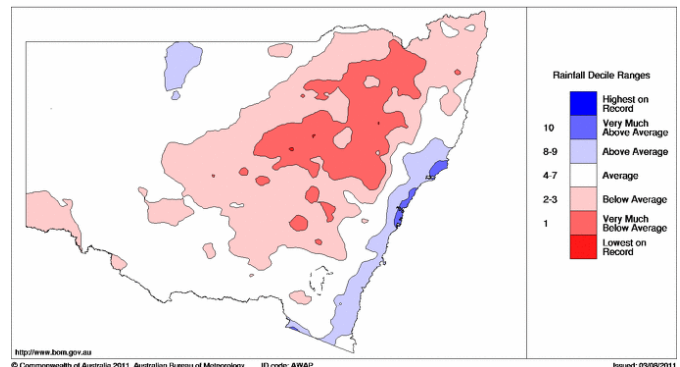 Rainfall Decile Ranges
Highest on
Record
10
Very Much
Above Average
8-9
Above Average
4-7
Average
2-3
Below Average
1
Very Much
Below Average
Lowest on
Record
http://www.bom.gov.au
© Commonwealth of Australia 2011, Australian Bureau of Meteorology ID code: AWAP Issued: 03/08/2011